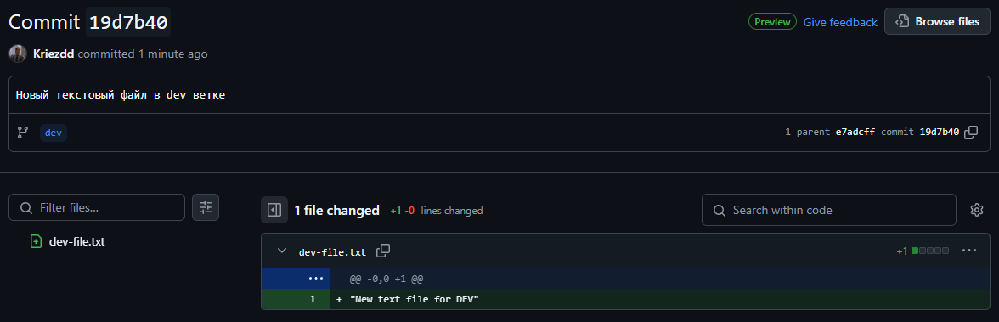 Commit 19d7b40
Preview Give feedback Browse files
Kriezdd committed 1 minute ago
Новый текстовый файл в dev ветке
dev
1 parent e7adcff commit 19d7b40
Filter files...
dev-file.txt
1 file changed +1 -0 lines changed
Search within code
dev-file.txt
+1
@@ -0,0 +1 @@
1 + "New text file for DEV"